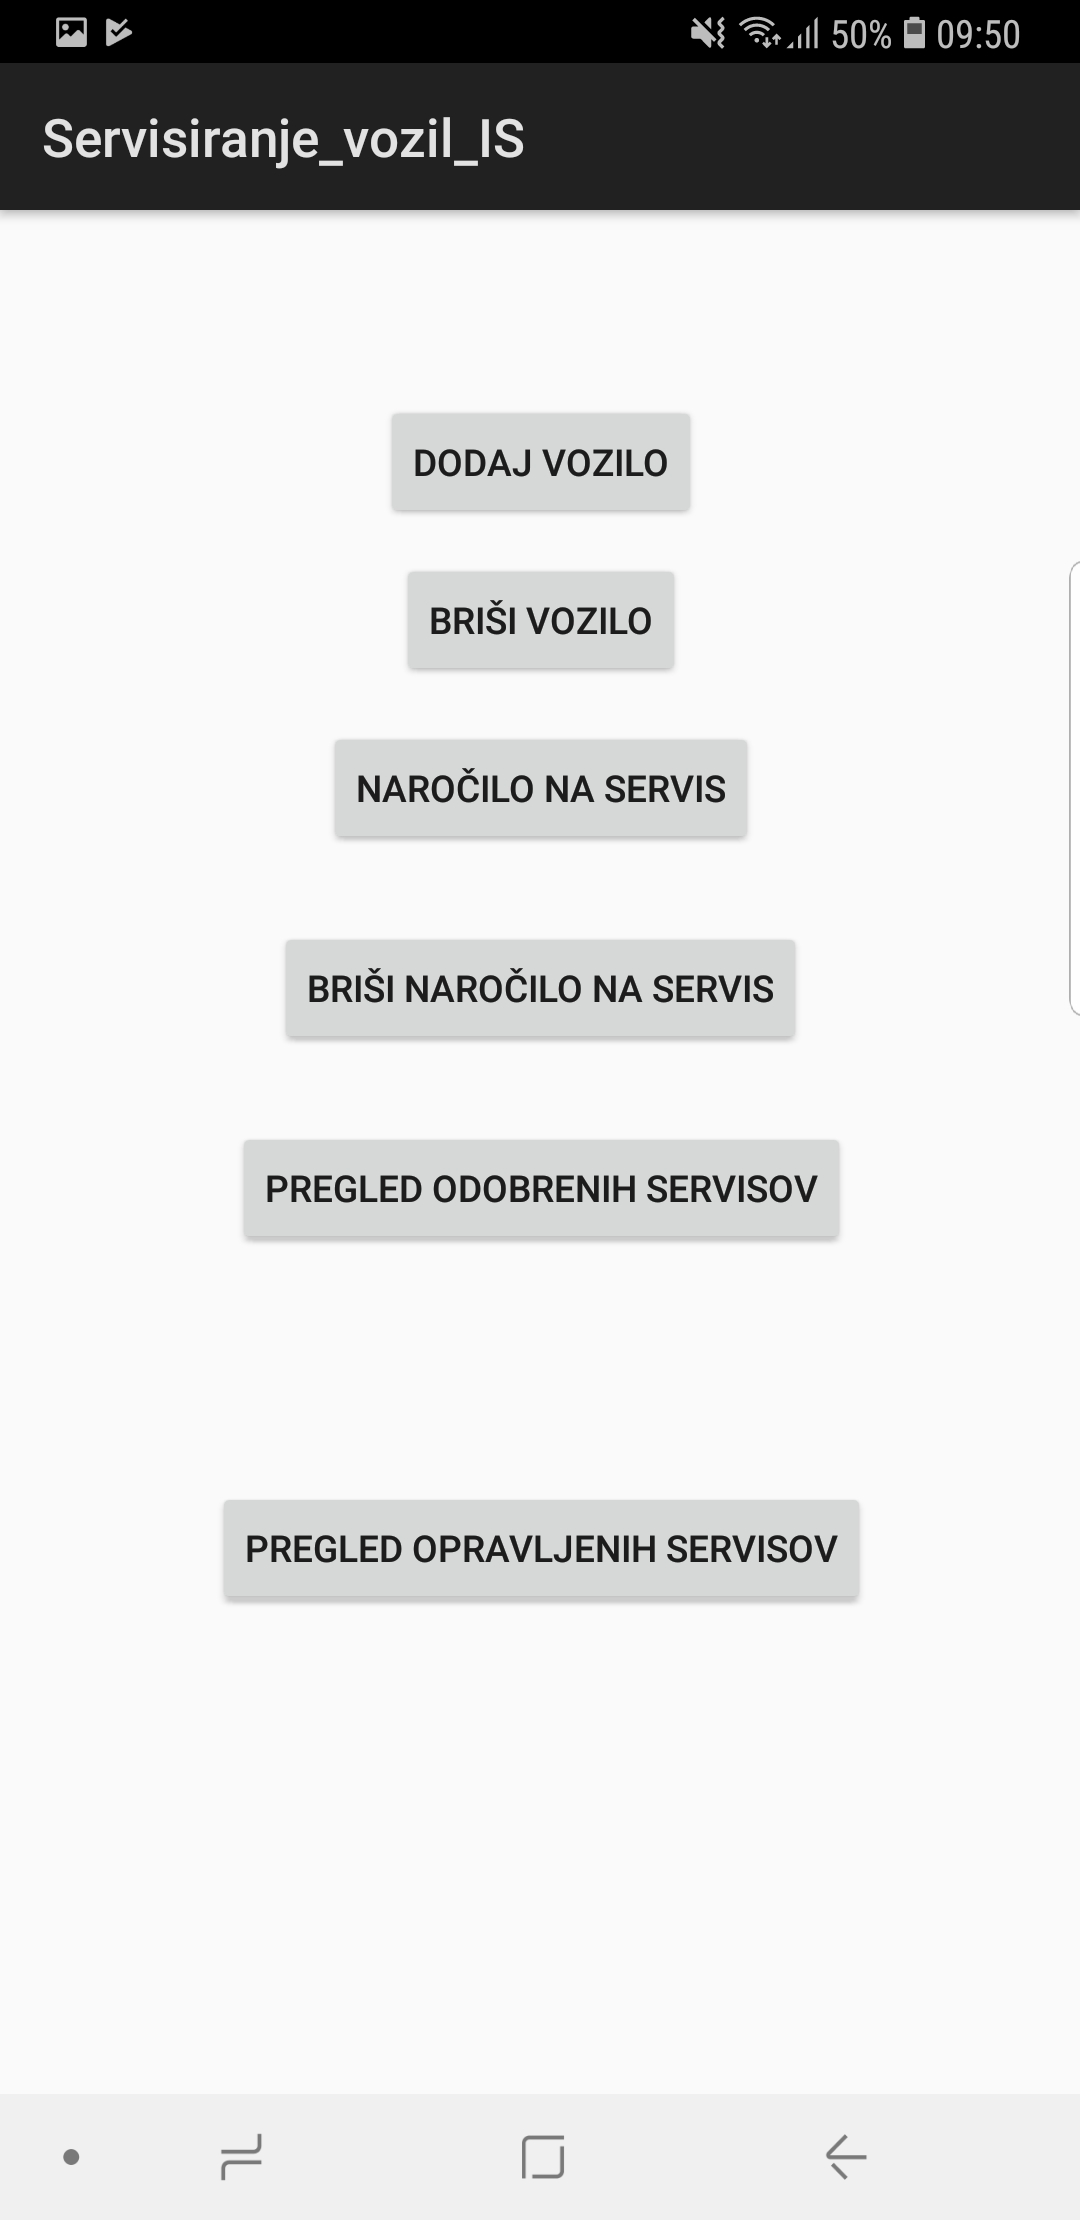 50% 09:50
Servisiranje_vozil_IS
DODAJ VOZILO
BRIŠI VOZILO
NAROČILO NA SERVIS
BRIŠI NAROČILO NA SERVIS
PREGLED ODOBRENIH SERVISOV
PREGLED OPRAVLJENIH SERVISOV